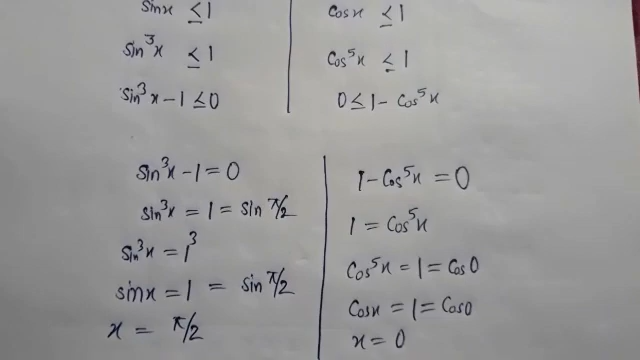 sinx ≤ 1
sin³x ≤ 1
sin³x - 1 ≤ 0
cosx ≤ 1
cos⁵x ≤ 1
0 ≤ 1 - cos⁵x
sin³x - 1 = 0
sin³x = 1 = sin π/2
sin³x = 1³
sinx = 1 = sin π/2
x = π/2
1 - cos⁵x = 0
1 = cos⁵x
cos⁵x = 1 = cos0
cosx = 1 = cos0
x = 0